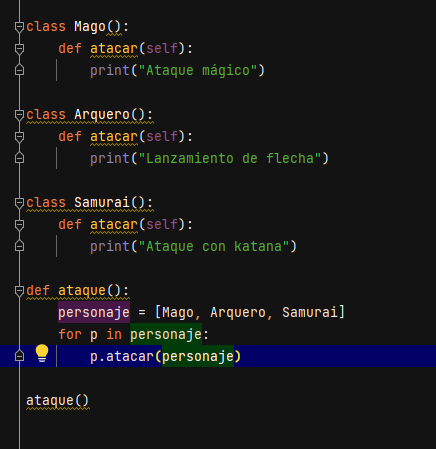 class Mago():
    def atacar(self):
        print("Ataque mágico")
class Arquero():
    def atacar(self):
        print("Lanzamiento de flecha")
class Samurai():
    def atacar(self):
        print("Ataque con katana")
def ataque():
    personaje = [Mago, Arquero, Samurai]
    for p in personaje:
        p.atacar(personaje)
ataque()